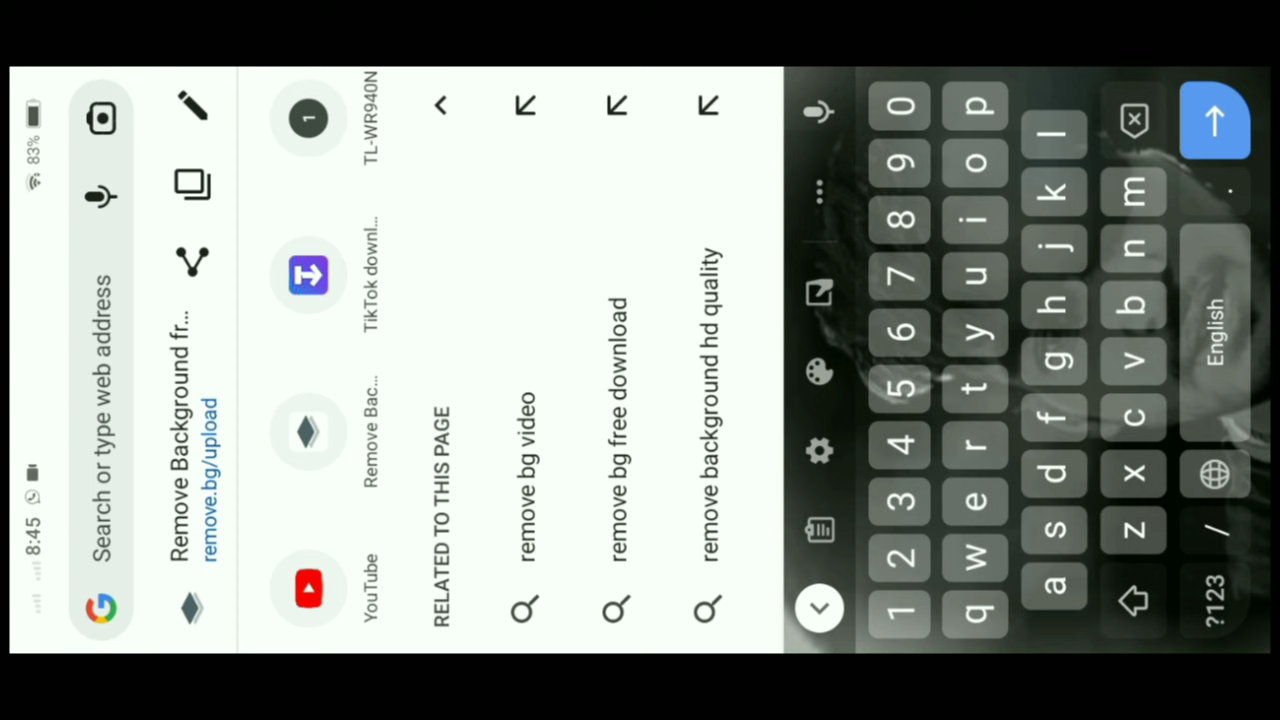 8:45 83%
Search or type web address
Remove Background fr...
remove.bg/upload
YouTube
Remove Bac...
TikTok downl...
1
TL-WR940N
RELATED TO THIS PAGE
remove bg video
remove bg free download
remove background hd quality
1 2 3 4 5 6 7 8 9 0
q w e r t y u i o p
a s d f g h j k l
z x c v b n m
?123 / English .